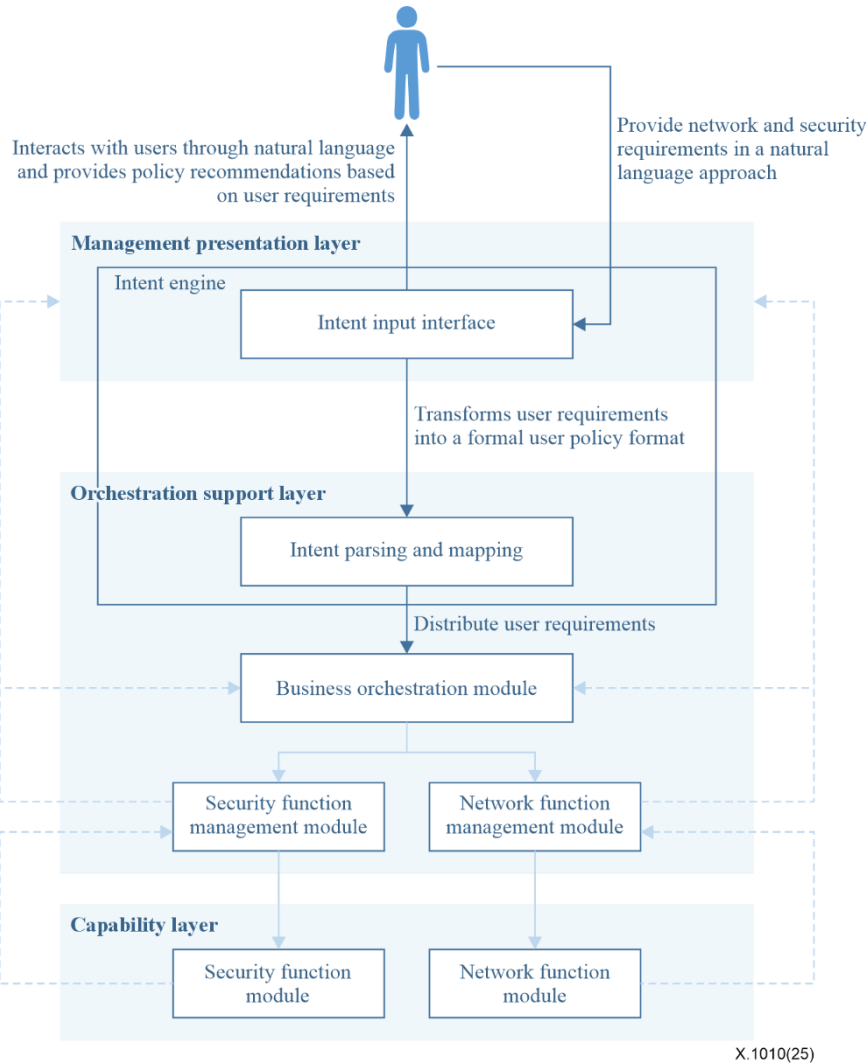 Interacts with users through natural language
and provides policy recommendations based
on user requirements
Provide network and security
requirements in a natural
language approach
Management presentation layer
Intent engine
Intent input interface
Transforms user requirements
into a formal user policy format
Orchestration support layer
Intent parsing and mapping
Distribute user requirements
Business orchestration module
Security function
management module
Network function
management module
Capability layer
Security function
module
Network function
module
X.1010(25)